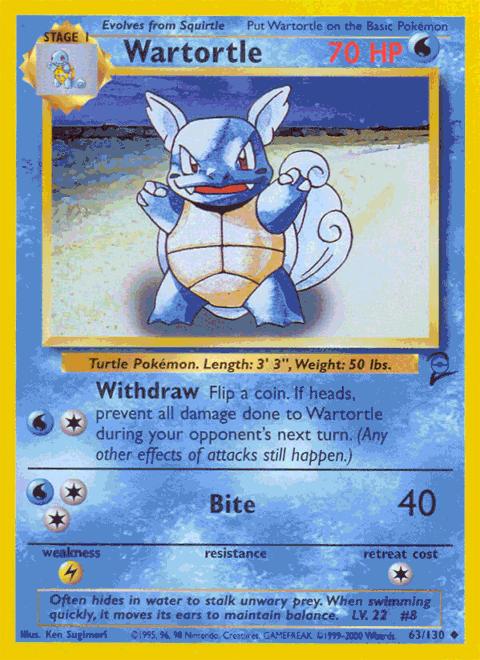 Evolves from Squirtle Put Wartortle on the Basic Pokémon
STAGE 1
Wartortle 70 HP
Turtle Pokémon. Length: 3' 3", Weight: 50 lbs.
Withdraw Flip a coin. If heads,
prevent all damage done to Wartortle
during your opponent's next turn. (Any
other effects of attacks still happen.)
Bite 40
weakness resistance retreat cost
Often hides in water to stalk unwary prey. When swimming
quickly, it moves its ears to maintain balance. LV. 22 #8
Illus. Ken Sugimori ©1995, 96, 98 Nintendo, Creatures, GAMEFREAK. ©1999-2000 Wizards. 63/130